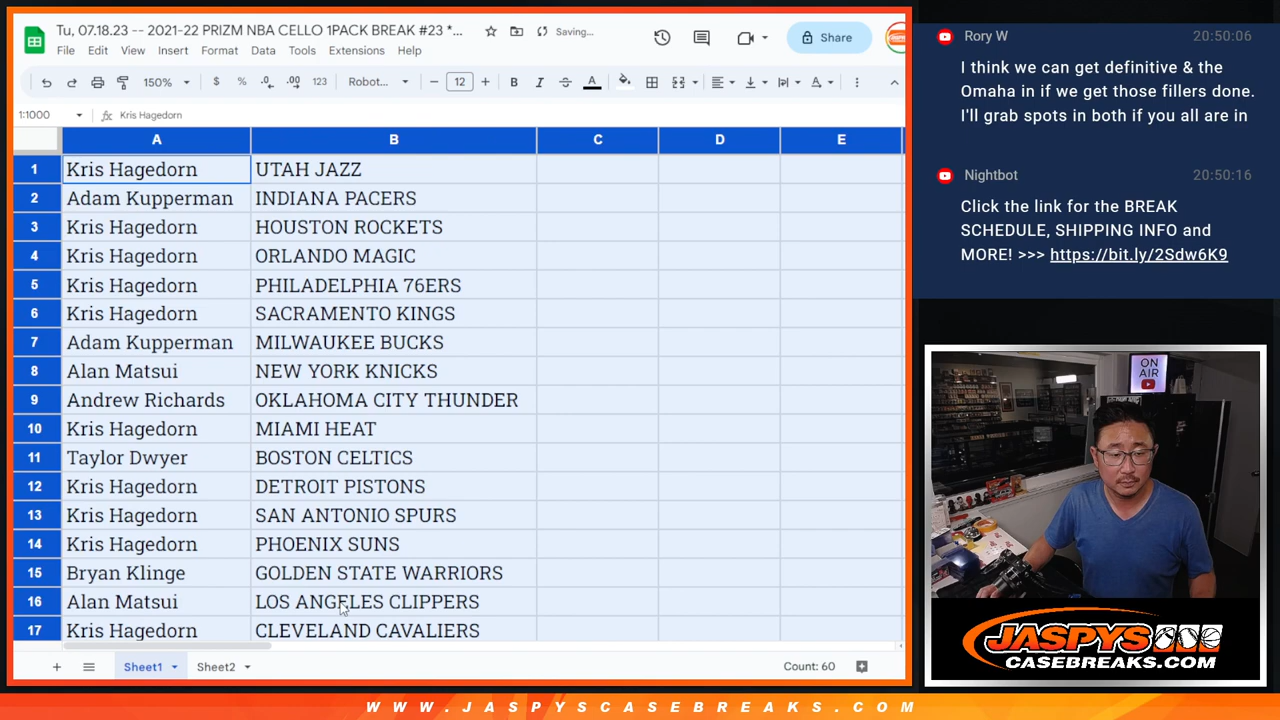 Tu, 07.18.23 -- 2021-22 PRIZM NBA CELLO 1PACK BREAK #23 *...
Saving...
File Edit View Insert Format Data Tools Extensions Help
Share
150% $ % .0 .00 123 Robot... 12 B I A
1:1000 fx Kris Hagedorn
A B C D E
1 Kris Hagedorn UTAH JAZZ
2 Adam Kupperman INDIANA PACERS
3 Kris Hagedorn HOUSTON ROCKETS
4 Kris Hagedorn ORLANDO MAGIC
5 Kris Hagedorn PHILADELPHIA 76ERS
6 Kris Hagedorn SACRAMENTO KINGS
7 Adam Kupperman MILWAUKEE BUCKS
8 Alan Matsui NEW YORK KNICKS
9 Andrew Richards OKLAHOMA CITY THUNDER
10 Kris Hagedorn MIAMI HEAT
11 Taylor Dwyer BOSTON CELTICS
12 Kris Hagedorn DETROIT PISTONS
13 Kris Hagedorn SAN ANTONIO SPURS
14 Kris Hagedorn PHOENIX SUNS
15 Bryan Klinge GOLDEN STATE WARRIORS
16 Alan Matsui LOS ANGELES CLIPPERS
17 Kris Hagedorn CLEVELAND CAVALIERS
Sheet1 Sheet2 Count: 60
Rory W 20:50:06
I think we can get definitive & the
Omaha in if we get those fillers done.
I'll grab spots in both if you all are in
Nightbot 20:50:16
Click the link for the BREAK
SCHEDULE, SHIPPING INFO and
MORE! >>> https://bit.ly/2Sdw6K9
ON
AIR
JASPYS
CASEBREAKS.COM
WWW.JASPYSCASEBREAKS.COM